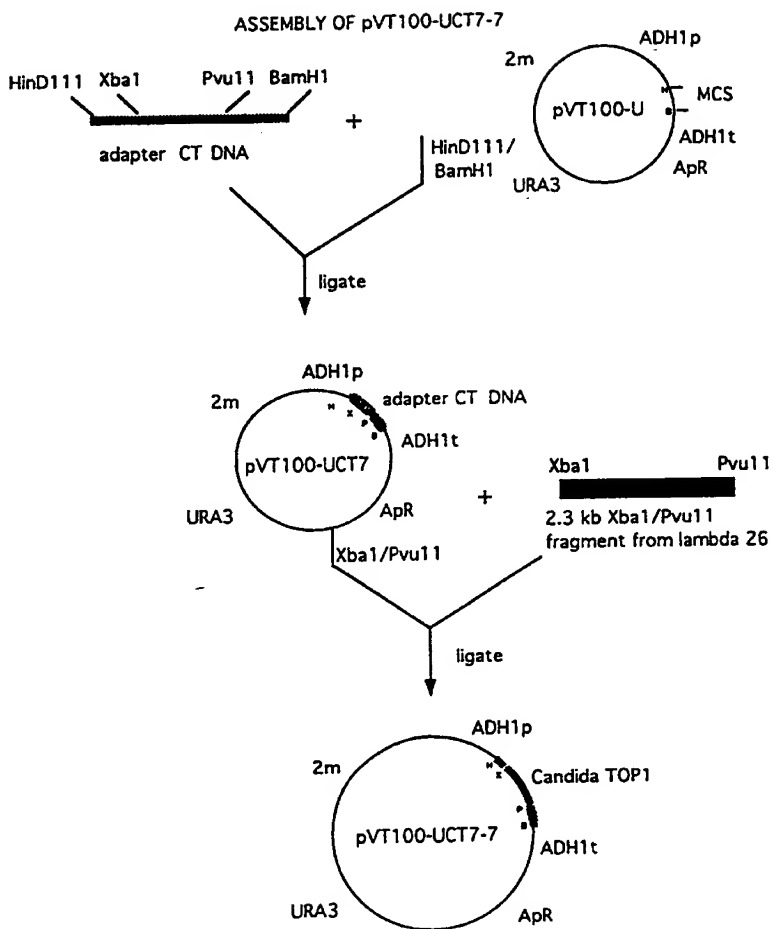 ASSEMBLY OF pVT100-UCT7-7
HinD111 Xba1 Pvu11 BamH1
adapter CT DNA
+
HinD111/
BamH1
2m
ADH1p
H
MCS
pVT100-U
B
ADH1t
ApR
URA3
ligate
ADH1p
2m
adapter CT DNA
H
X
P
B
ADH1t
pVT100-UCT7
ApR
URA3
Xba1/Pvu11
+
Xba1 Pvu11
2.3 kb Xba1/Pvu11
fragment from lambda 26
ligate
ADH1p
2m
H
X
Candida TOP1
P
B
pVT100-UCT7-7
ADH1t
URA3
ApR